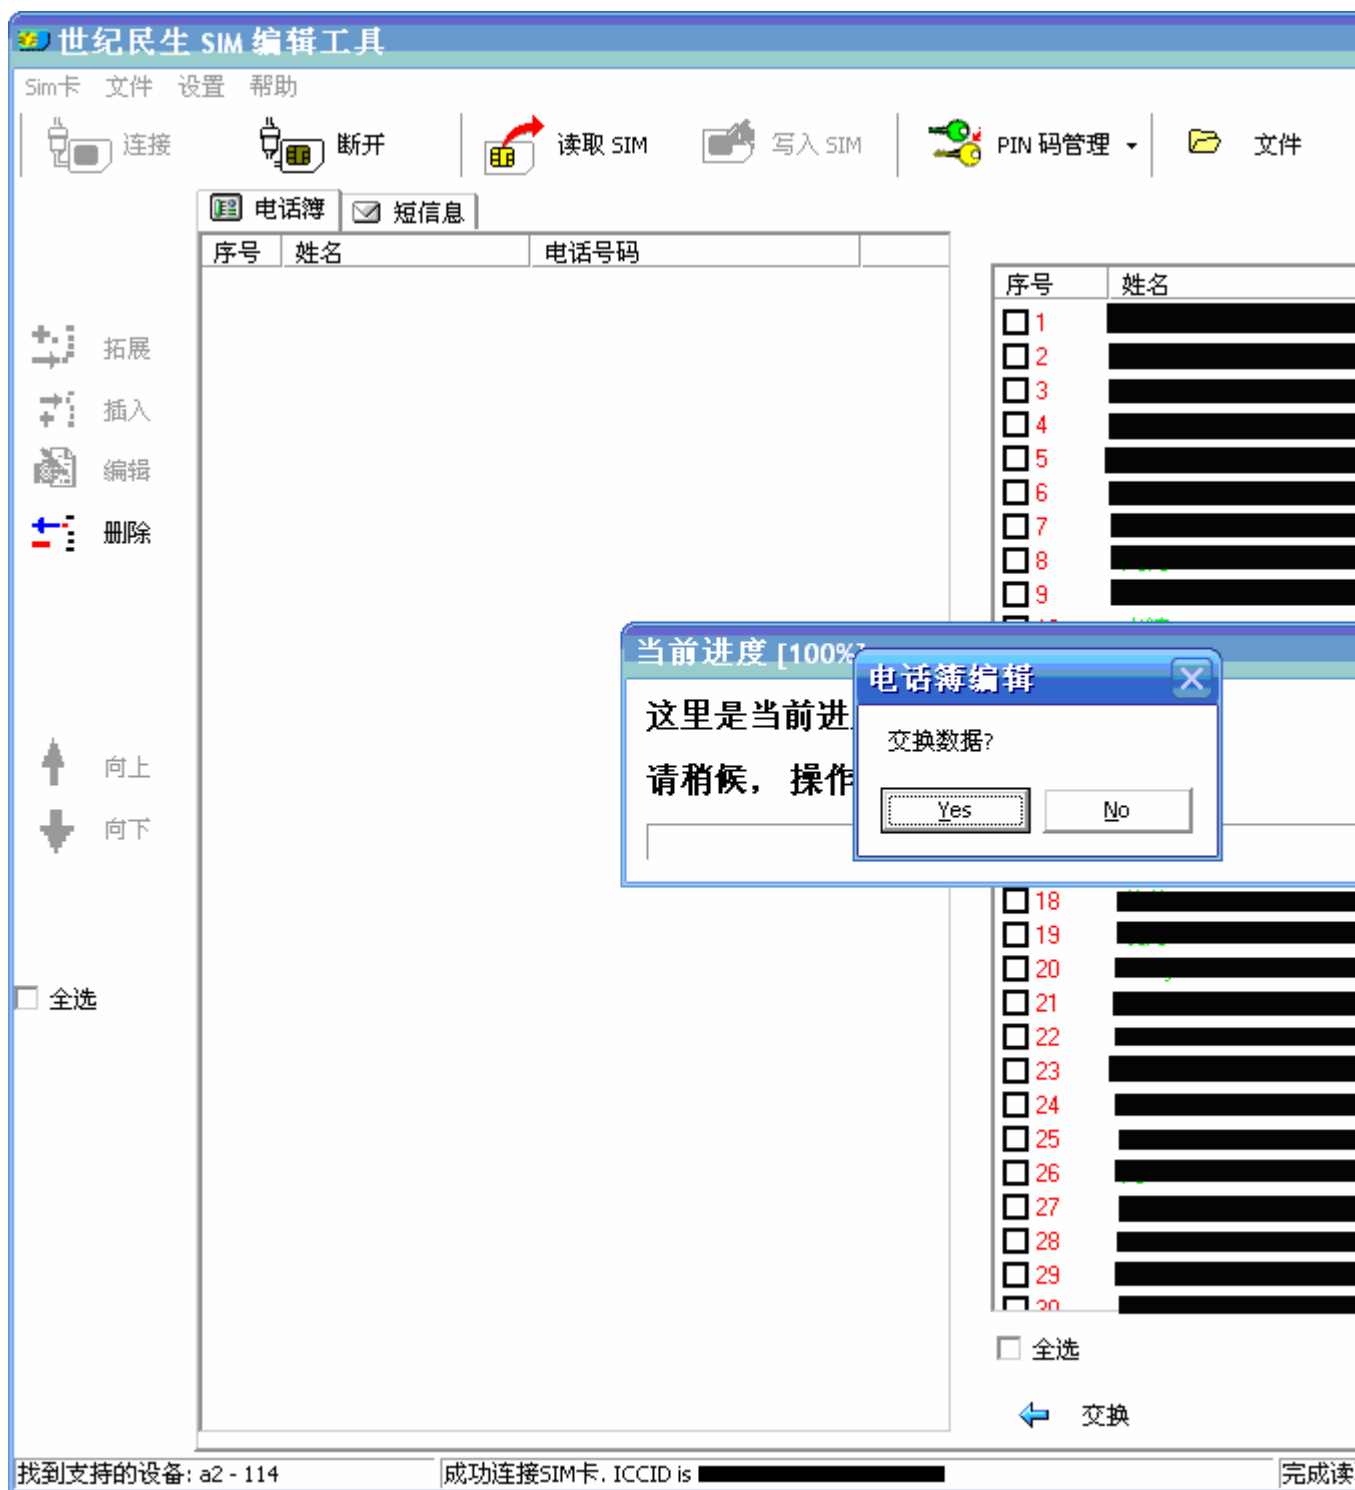 世纪民生 SIM 编辑工具
Sim卡 文件 设置 帮助
连接 断开 读取 SIM 写入 SIM PIN 码管理 文件
电话簿 短信息
序号 姓名 电话号码
序号 姓名
1
2
3
4
5
6
7
8
9
拓展
插入
编辑
删除
当前进度 [100%]
这里是当前进
请稍候，操作
电话簿编辑
交换数据?
Yes No
向上
向下
18
19
20
21
22
23
24
25
26
27
28
29
30
全选
全选
交换
找到支持的设备: a2 - 114 成功连接SIM卡, ICCID is 完成读